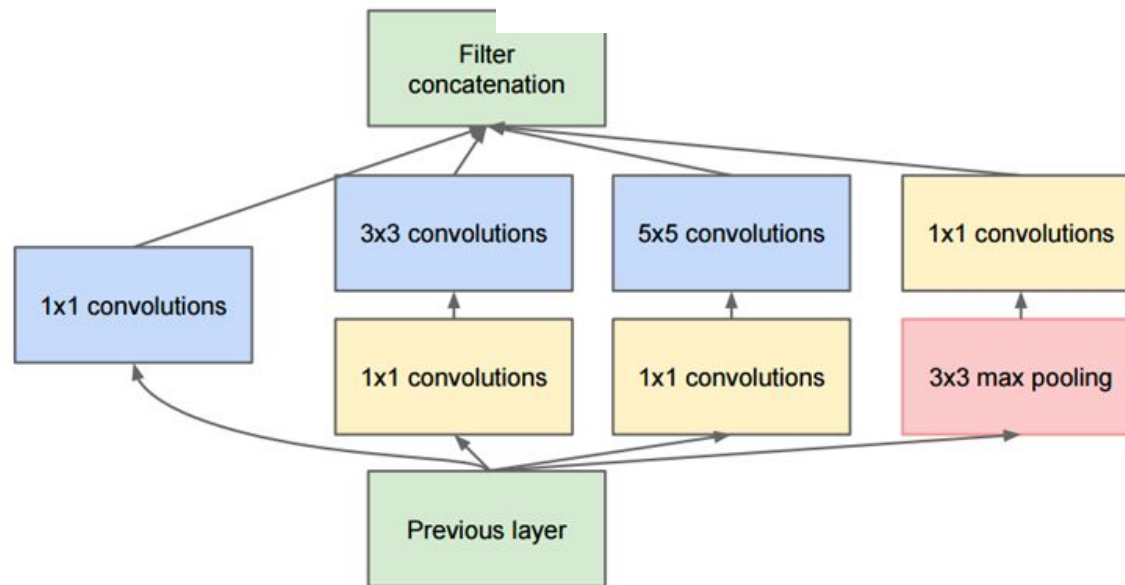 Filter
concatenation
3x3 convolutions
5x5 convolutions
1x1 convolutions
1x1 convolutions
1x1 convolutions
1x1 convolutions
3x3 max pooling
Previous layer